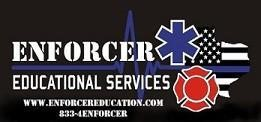 ENFORCER
EDUCATIONAL SERVICES
WWW.ENFORCEREDUCATION.COM
833-4ENFORCER